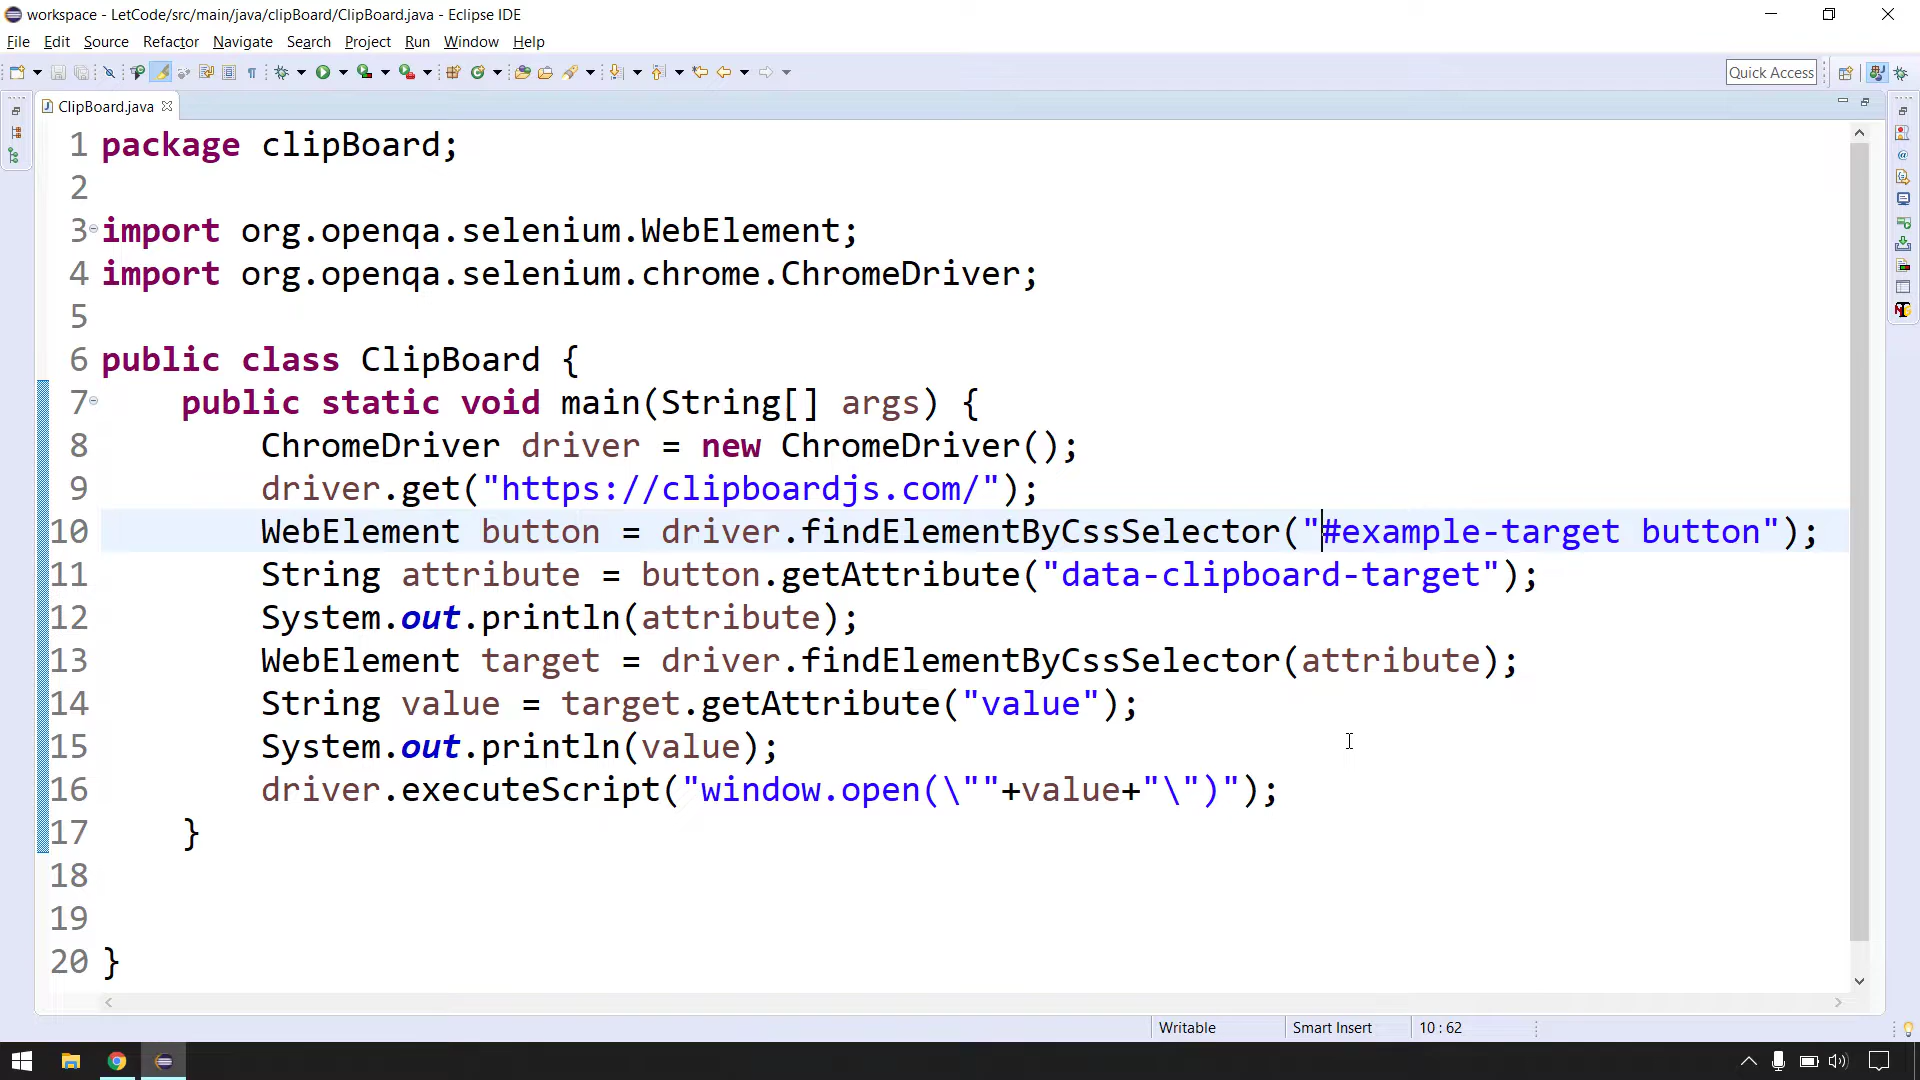 workspace - LetCode/src/main/java/clipBoard/ClipBoard.java - Eclipse IDE
File Edit Source Refactor Navigate Search Project Run Window Help
Quick Access
ClipBoard.java
1 package clipBoard;
2
3 import org.openqa.selenium.WebElement;
4 import org.openqa.selenium.chrome.ChromeDriver;
5
6 public class ClipBoard {
7     public static void main(String[] args) {
8         ChromeDriver driver = new ChromeDriver();
9         driver.get("https://clipboardjs.com/");
10         WebElement button = driver.findElementByCssSelector("#example-target button");
11         String attribute = button.getAttribute("data-clipboard-target");
12         System.out.println(attribute);
13         WebElement target = driver.findElementByCssSelector(attribute);
14         String value = target.getAttribute("value");
15         System.out.println(value);
16         driver.executeScript("window.open(\""+value+"\")");
17     }
18
19
20 }
Writable Smart Insert 10 : 62